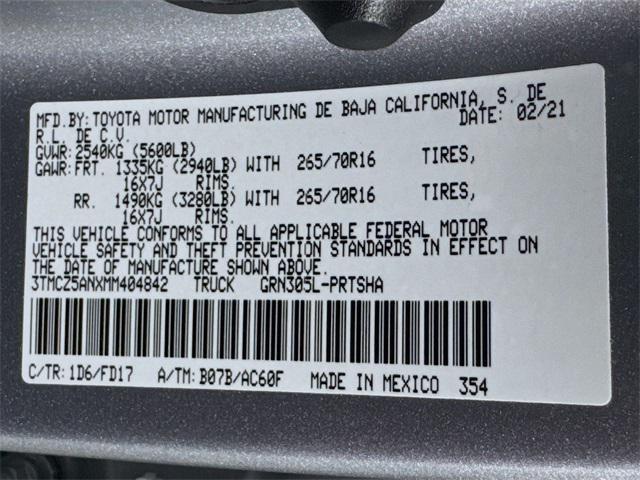 MFD.BY:TOYOTA MOTOR MANUFACTURING DE BAJA CALIFORNIA, S. DE
R.L. DE C.V. DATE: 02/21
GVWR:2540KG (5600LB)
GAWR:FRT. 1335KG (2940LB) WITH 265/70R16 TIRES,
16X7J RIMS.
RR. 1490KG (3280LB) WITH 265/70R16 TIRES,
16X7J RIMS.
THIS VEHICLE CONFORMS TO ALL APPLICABLE FEDERAL MOTOR
VEHICLE SAFETY AND THEFT PREVENTION STANDARDS IN EFFECT ON
THE DATE OF MANUFACTURE SHOWN ABOVE.
3TMCZ5ANXMM404842 TRUCK GRN305L-PRTSHA
C/TR: 1D6/FD17 A/TM: B07B/AC60F MADE IN MEXICO 354